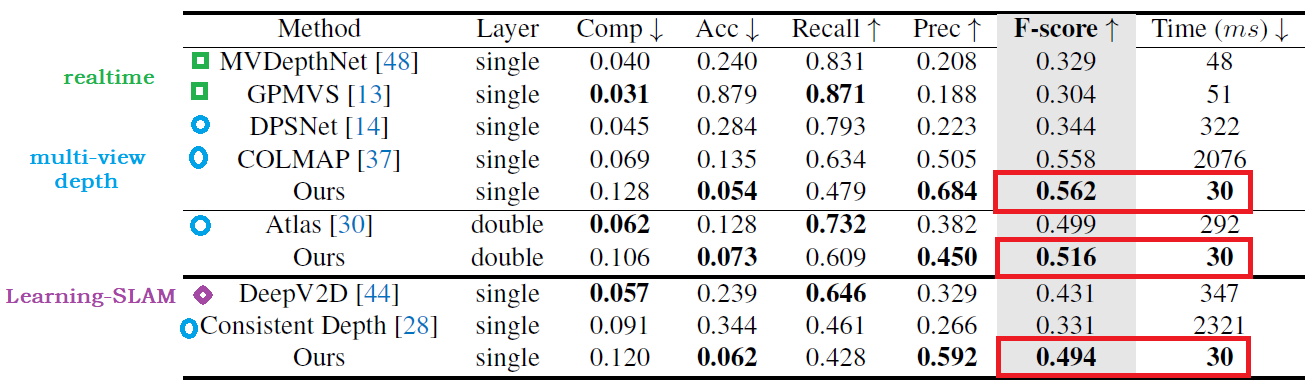 Method Layer Comp ↓ Acc ↓ Recall ↑ Prec ↑ F-score ↑ Time (ms) ↓
MVDepthNet [48] single 0.040 0.240 0.831 0.208 0.329 48
realtime
GPMVS [13] single 0.031 0.879 0.871 0.188 0.304 51
DPSNet [14] single 0.045 0.284 0.793 0.223 0.344 322
multi-view
depth
COLMAP [37] single 0.069 0.135 0.634 0.505 0.558 2076
Ours single 0.128 0.054 0.479 0.684 0.562 30
Atlas [30] double 0.062 0.128 0.732 0.382 0.499 292
Ours double 0.106 0.073 0.609 0.450 0.516 30
Learning-SLAM
DeepV2D [44] single 0.057 0.239 0.646 0.329 0.431 347
Consistent Depth [28] single 0.091 0.344 0.461 0.266 0.331 2321
Ours single 0.120 0.062 0.428 0.592 0.494 30